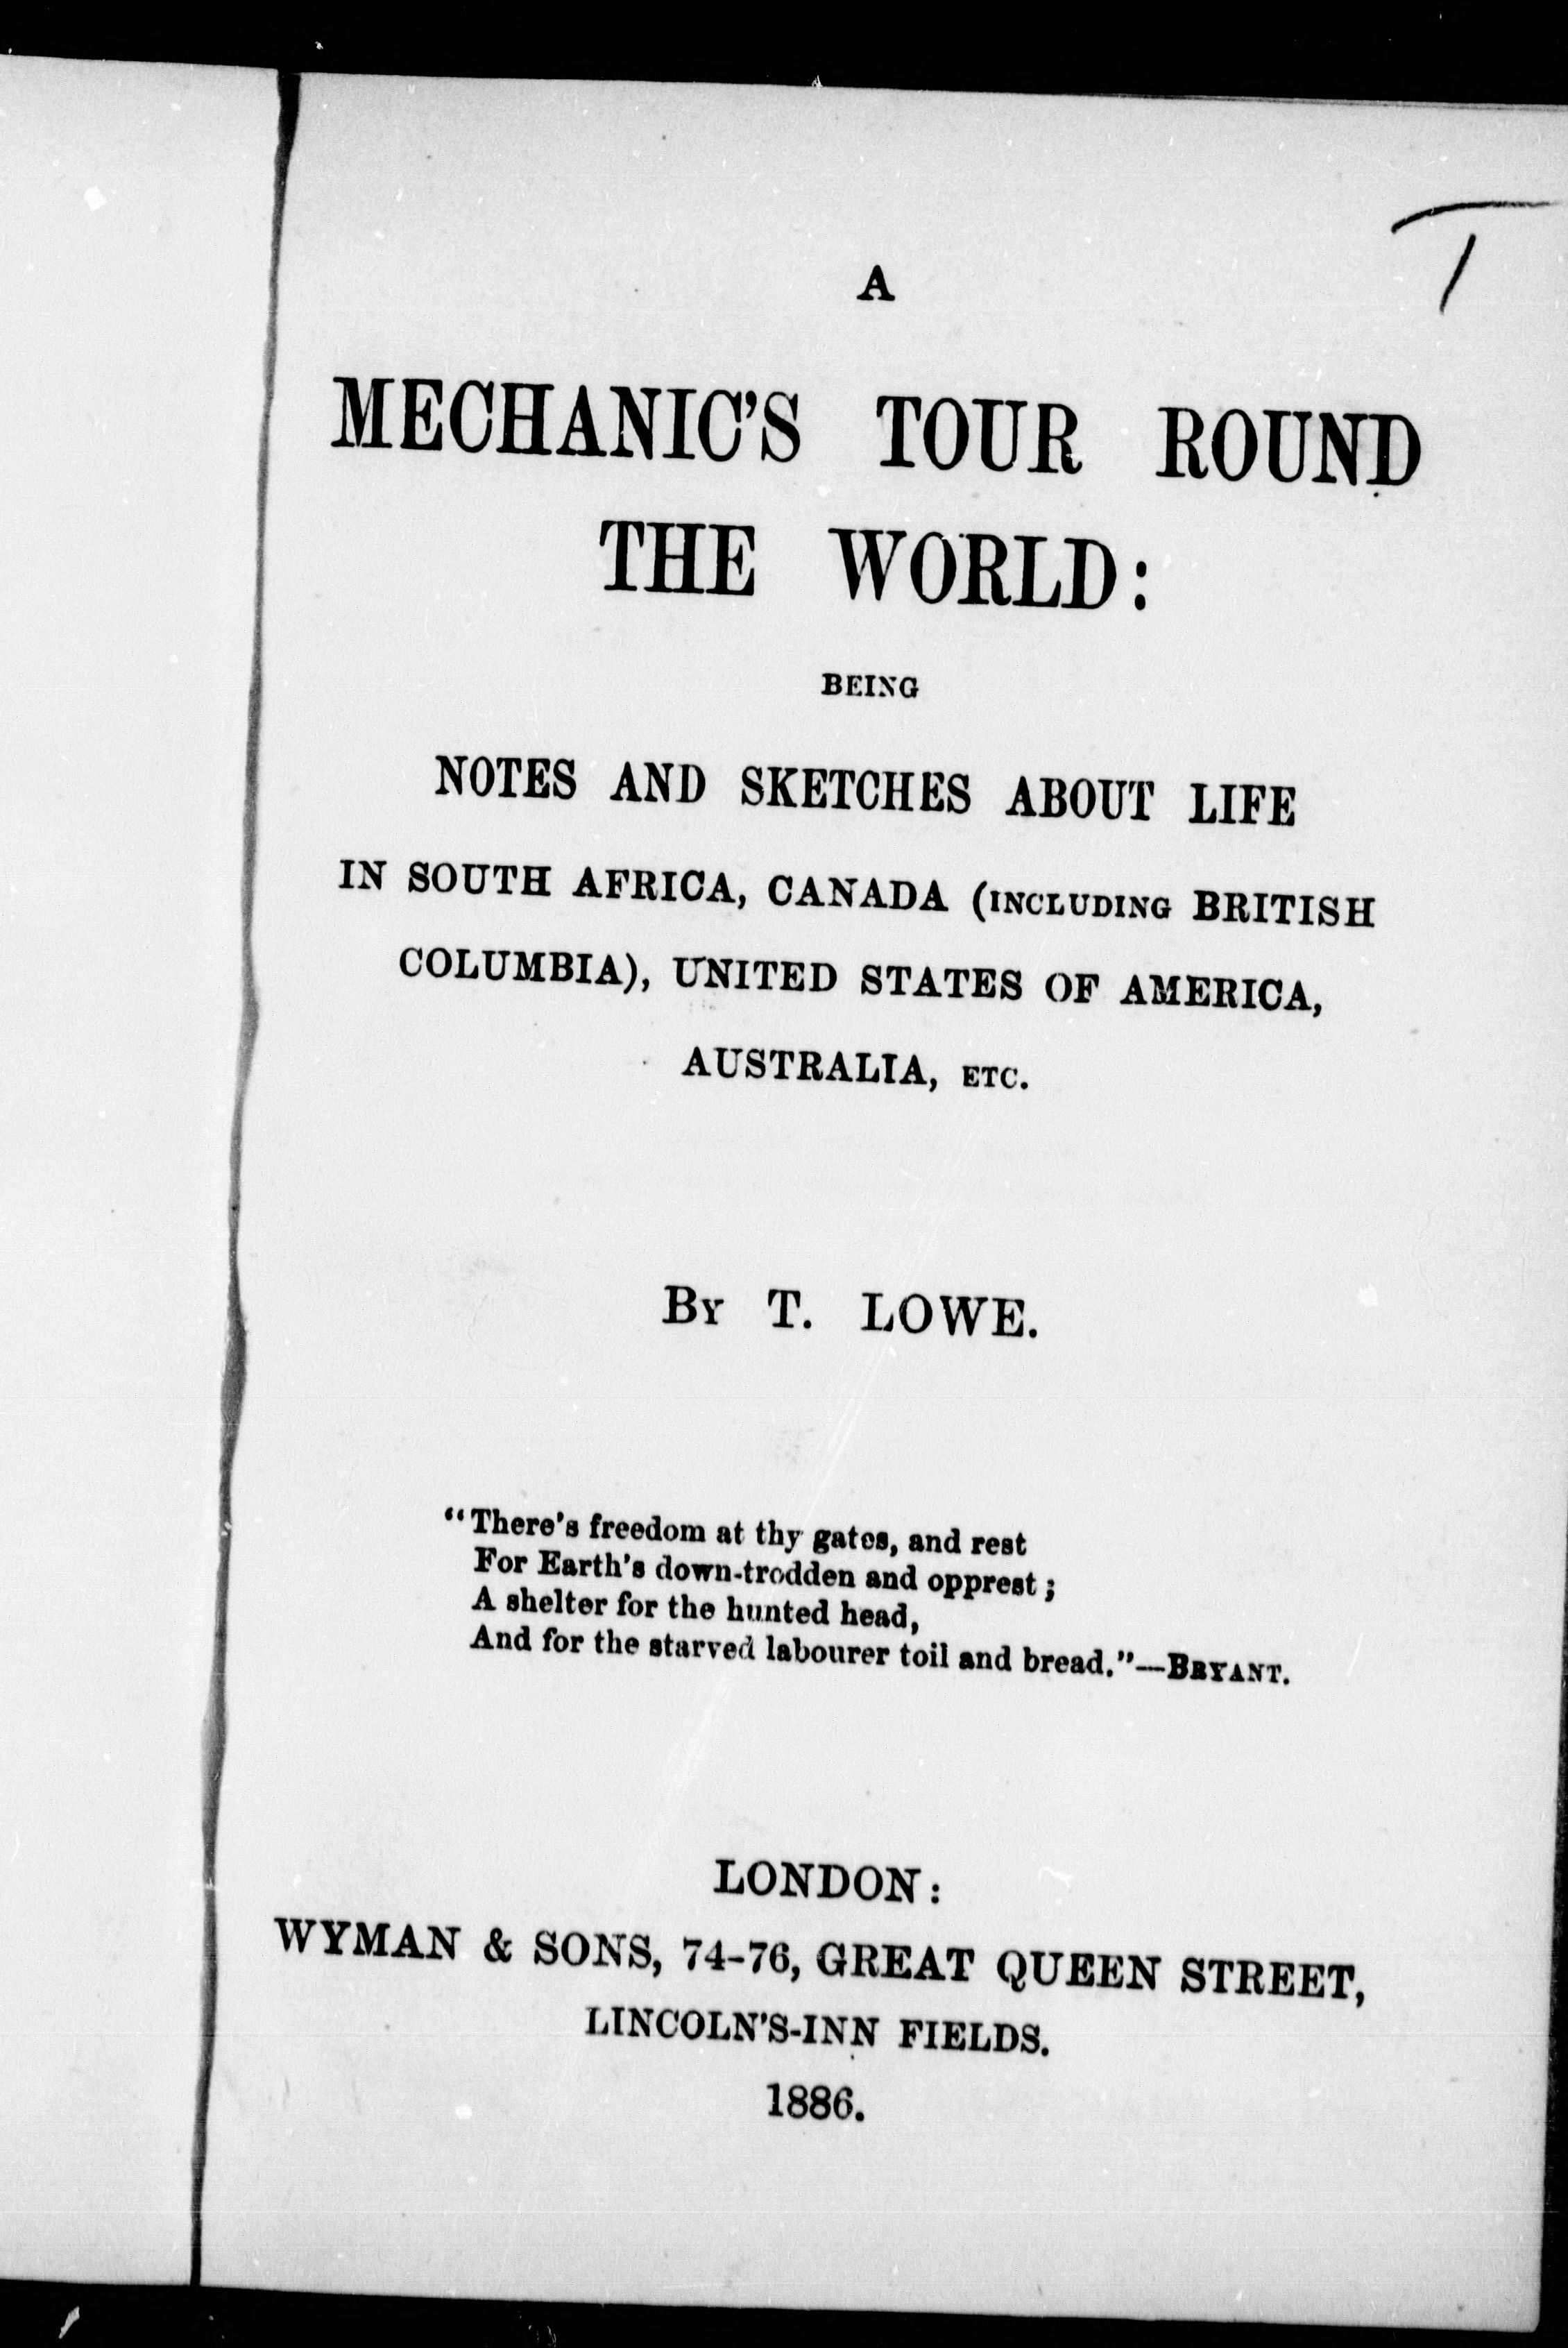 A
MECHANIC'S TOUR ROUND
THE WORLD:
BEING
NOTES AND SKETCHES ABOUT LIFE
IN SOUTH AFRICA, CANADA (INCLUDING BRITISH
COLUMBIA), UNITED STATES OF AMERICA,
AUSTRALIA, ETC.
BY T. LOWE.
"There's freedom at thy gates, and rest
For Earth's down-trodden and opprest;
A shelter for the hunted head,
And for the starved labourer toil and bread."—BRYANT.
LONDON:
WYMAN & SONS, 74-76, GREAT QUEEN STREET,
LINCOLN'S-INN FIELDS.
1886.